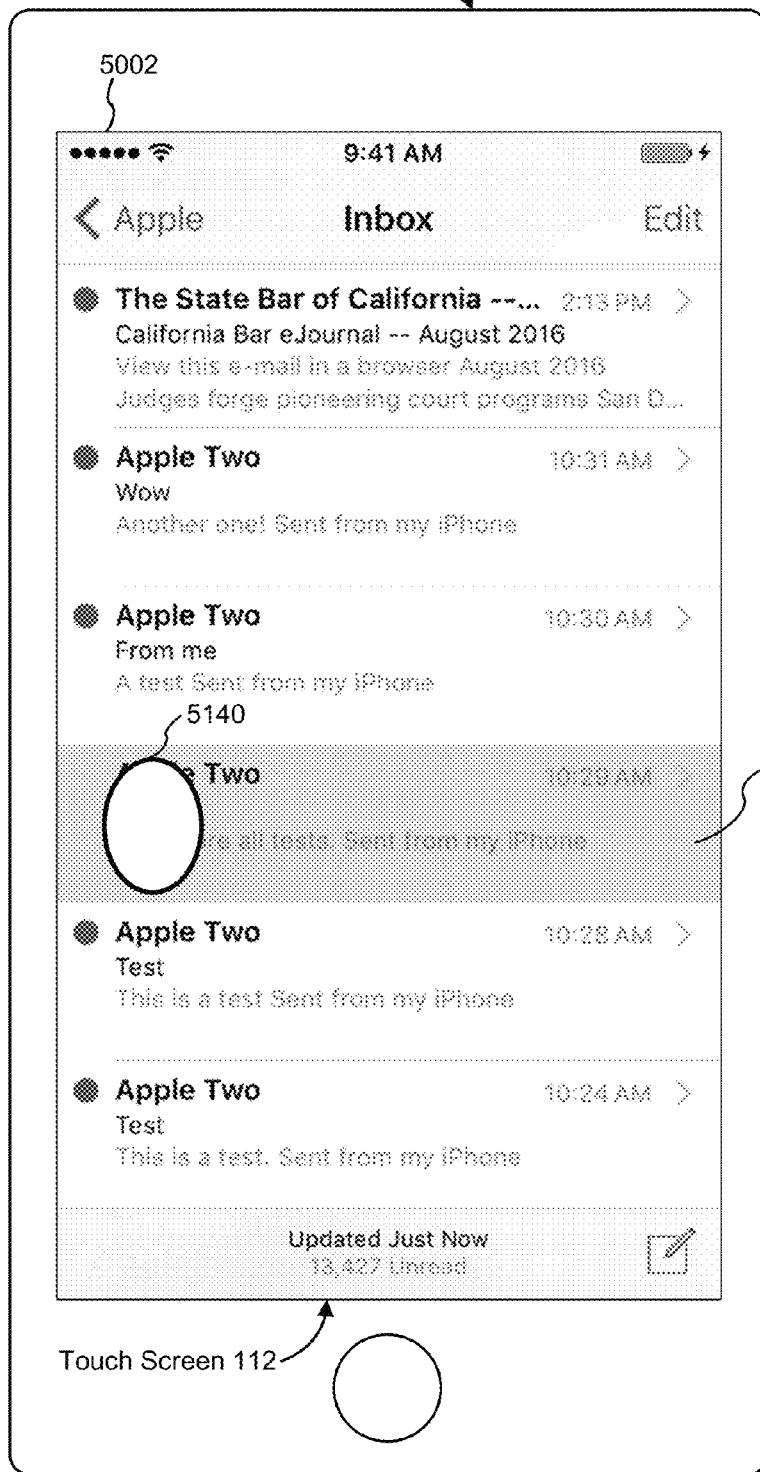 5002
9:41 AM
Apple Inbox Edit
The State Bar of California --... 2:13 PM
California Bar eJournal -- August 2016
View this e-mail in a browser August 2016
Judges forge pioneering court programs San D...
Apple Two 10:31 AM
Wow
Another one! Sent from my iPhone
Apple Two 10:30 AM
From me
A test Sent from my iPhone
5140
Two 10:29 AM
all tests. Sent from my iPhone
Apple Two 10:28 AM
Test
This is a test Sent from my iPhone
Apple Two 10:24 AM
Test
This is a test. Sent from my iPhone
Updated Just Now
13,427 Unread
Touch Screen 112